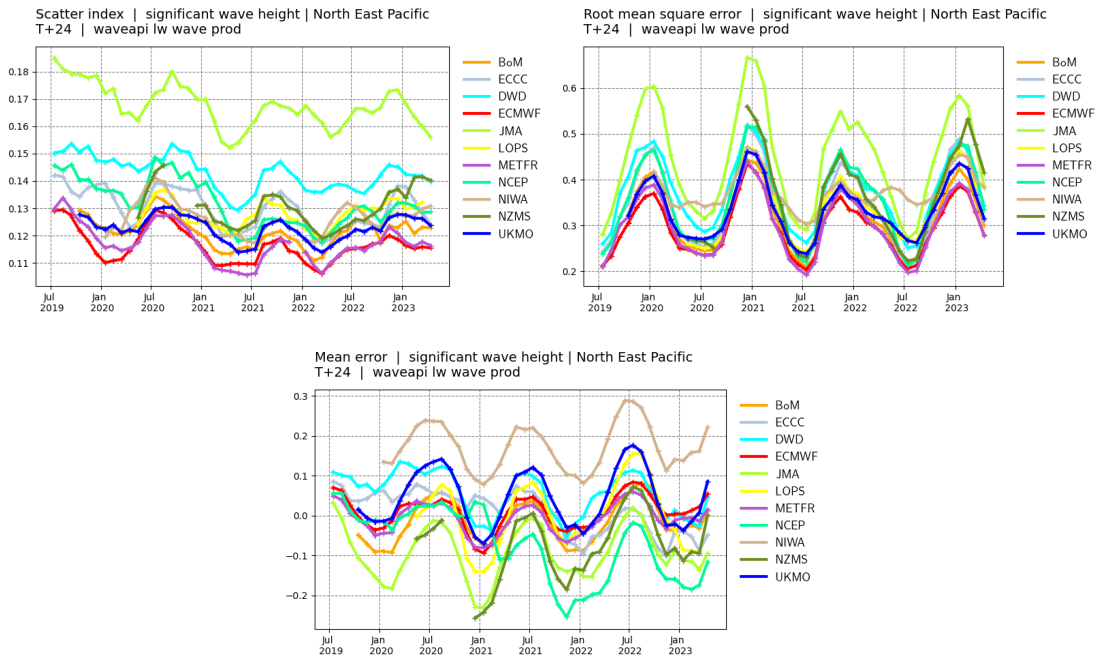 Scatter index | significant wave height | North East Pacific
T+24 | waveapi lw wave prod
0.18
0.17
0.16
0.15
0.14
0.13
0.12
0.11
Jul
2019
Jan
2020
Jul
2020
Jan
2021
Jul
2021
Jan
2022
Jul
2022
Jan
2023
BoM
ECCC
DWD
ECMWF
JMA
LOPS
METFR
NCEP
NIWA
NZMS
UKMO
Root mean square error | significant wave height | North East Pacific
T+24 | waveapi lw wave prod
0.6
0.5
0.4
0.3
0.2
Jul
2019
Jan
2020
Jul
2020
Jan
2021
Jul
2021
Jan
2022
Jul
2022
Jan
2023
BoM
ECCC
DWD
ECMWF
JMA
LOPS
METFR
NCEP
NIWA
NZMS
UKMO
Mean error | significant wave height | North East Pacific
T+24 | waveapi lw wave prod
0.3
0.2
0.1
0.0
−0.1
−0.2
Jul
2019
Jan
2020
Jul
2020
Jan
2021
Jul
2021
Jan
2022
Jul
2022
Jan
2023
BoM
ECCC
DWD
ECMWF
JMA
LOPS
METFR
NCEP
NIWA
NZMS
UKMO